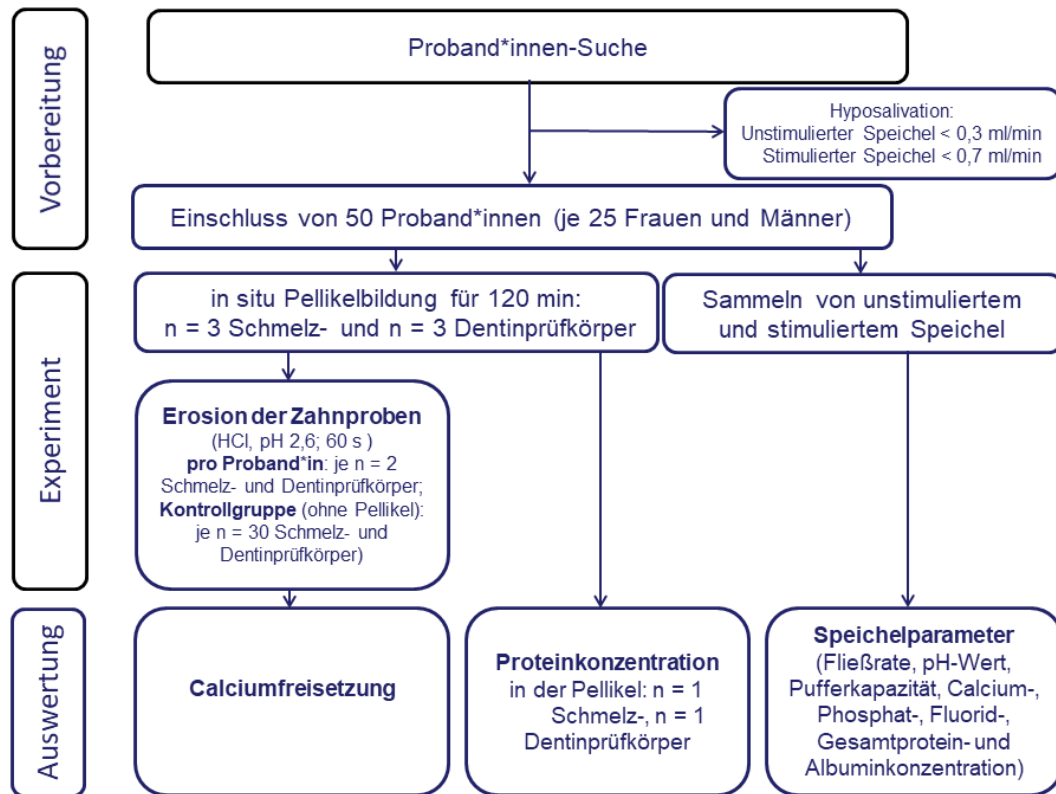 Vorbereitung
Proband*innen-Suche
Hyposalivation:
Unstimulierter Speichel < 0,3 ml/min
Stimulierter Speichel < 0,7 ml/min
Einschluss von 50 Proband*innen (je 25 Frauen und Männer)
Experiment
in situ Pellikelbildung für 120 min:
n = 3 Schmelz- und n = 3 Dentinprüfkörper
Sammeln von unstimuliertem
und stimuliertem Speichel
Erosion der Zahnproben
(HCl, pH 2,6; 60 s )
pro Proband*in: je n = 2
Schmelz- und Dentinprüfkörper;
Kontrollgruppe (ohne Pellikel):
je n = 30 Schmelz- und
Dentinprüfkörper)
Auswertung
Calciumfreisetzung
Proteinkonzentration
in der Pellikel: n = 1
Schmelz-, n = 1
Dentinprüfkörper
Speichelparameter
(Fließrate, pH-Wert,
Pufferkapazität, Calcium-,
Phosphat-, Fluorid-,
Gesamtprotein- und
Albuminkonzentration)